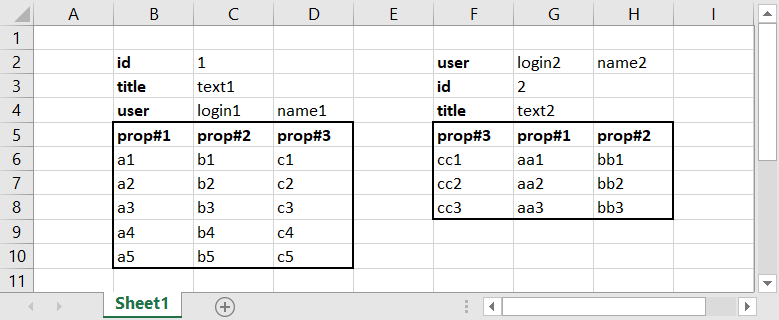 A B C D E F G H I
1
2 id 1 user login2 name2
3 title text1 id 2
4 user login1 name1 title text2
5 prop#1 prop#2 prop#3 prop#3 prop#1 prop#2
6 a1 b1 c1 cc1 aa1 bb1
7 a2 b2 c2 cc2 aa2 bb2
8 a3 b3 c3 cc3 aa3 bb3
9 a4 b4 c4
10 a5 b5 c5
11
Sheet1